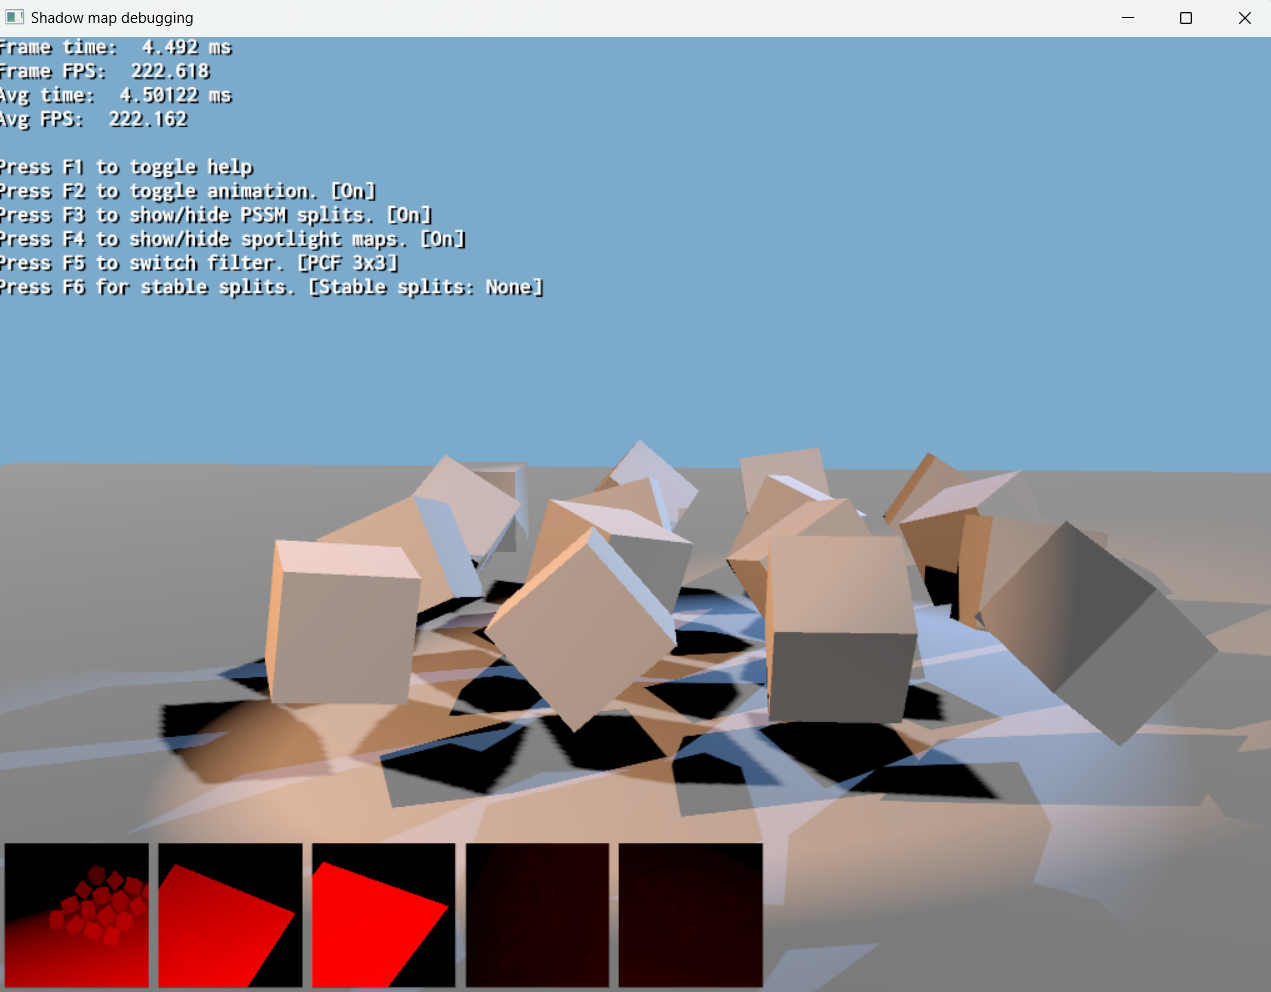 Shadow map debugging
Frame time:  4.492 ms
Frame FPS:  222.618
Avg time:  4.50122 ms
Avg FPS:  222.162
Press F1 to toggle help
Press F2 to toggle animation. [On]
Press F3 to show/hide PSSM splits. [On]
Press F4 to show/hide spotlight maps. [On]
Press F5 to switch filter. [PCF 3x3]
Press F6 for stable splits. [Stable splits: None]